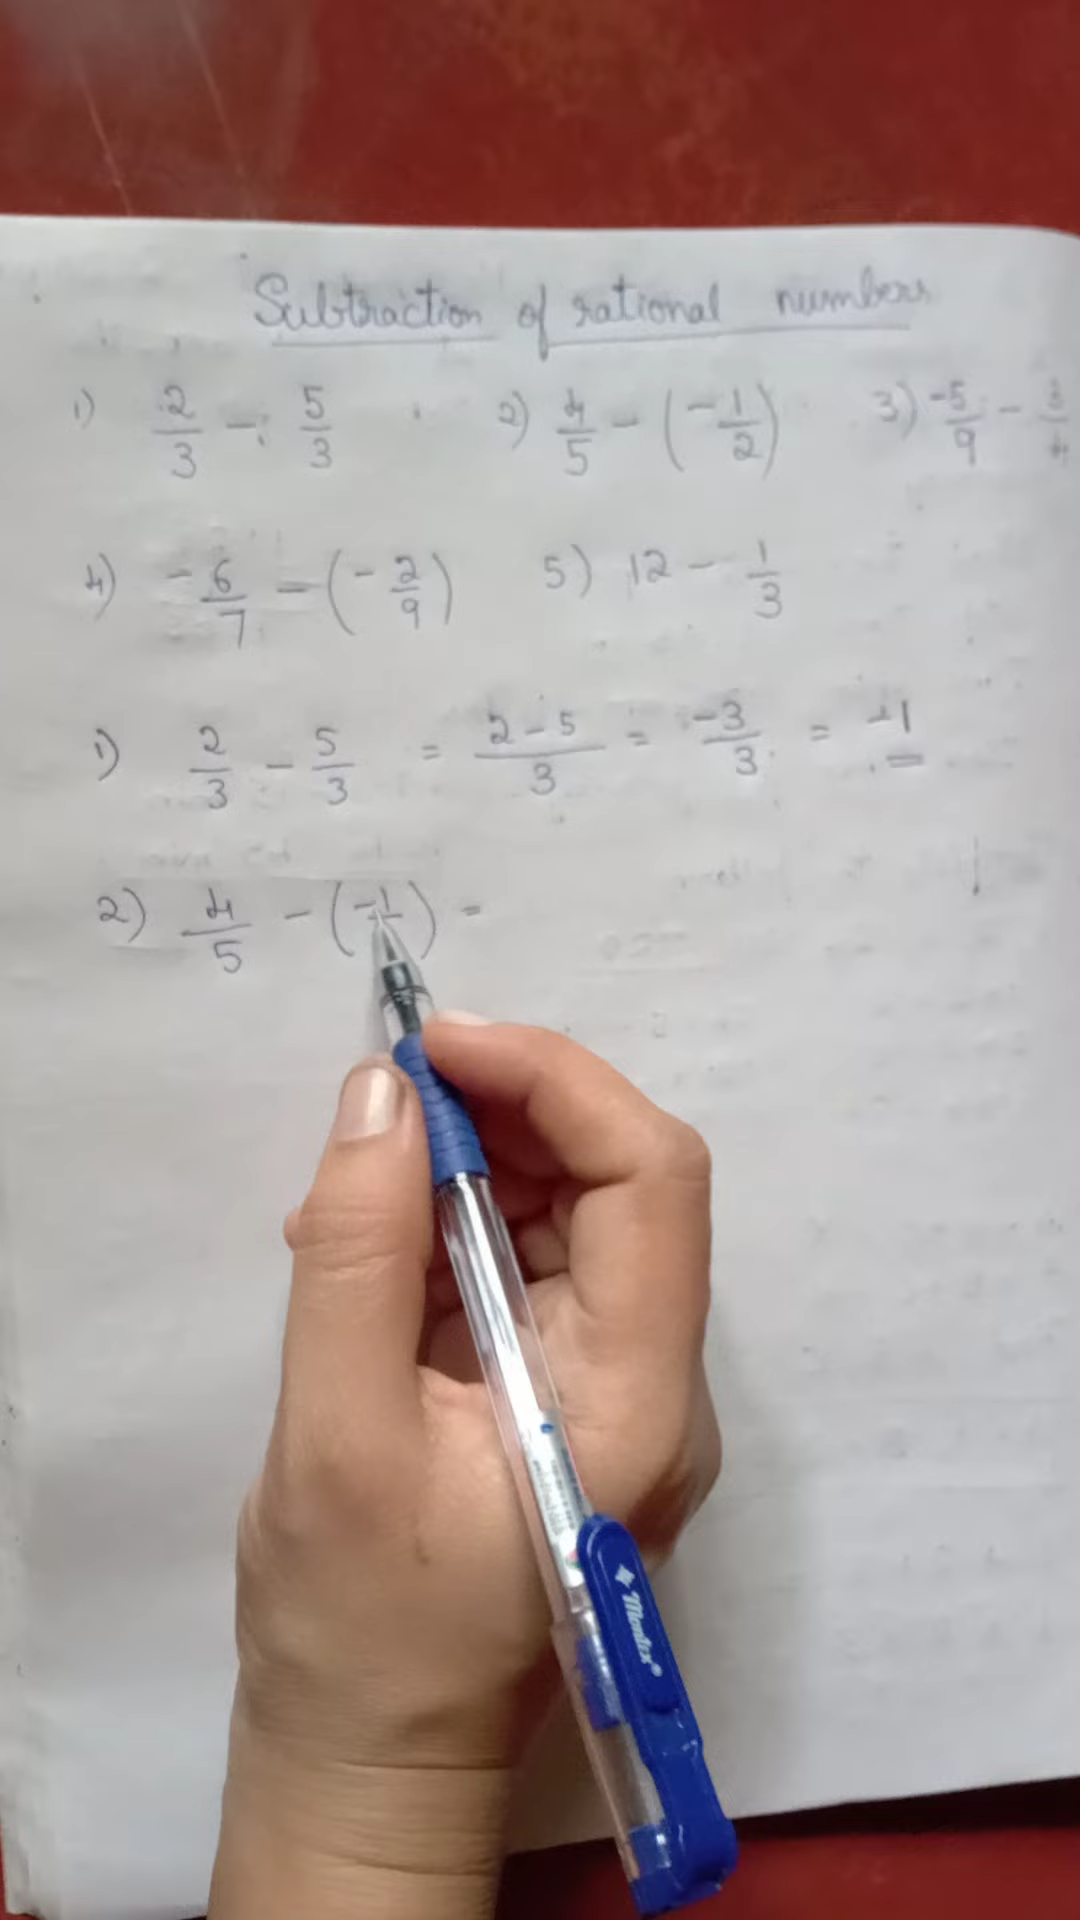 Subtraction of rational numbers
1) 2/3 - 5/3 2) 4/5 - (-1/2) 3) -5/9 -
4) -6/7 - (-2/9) 5) 12 - 1/3
1) 2/3 - 5/3 = 2-5/3 = -3/3 = -1
2) 4/5 - (-1/ ) =
Montex®